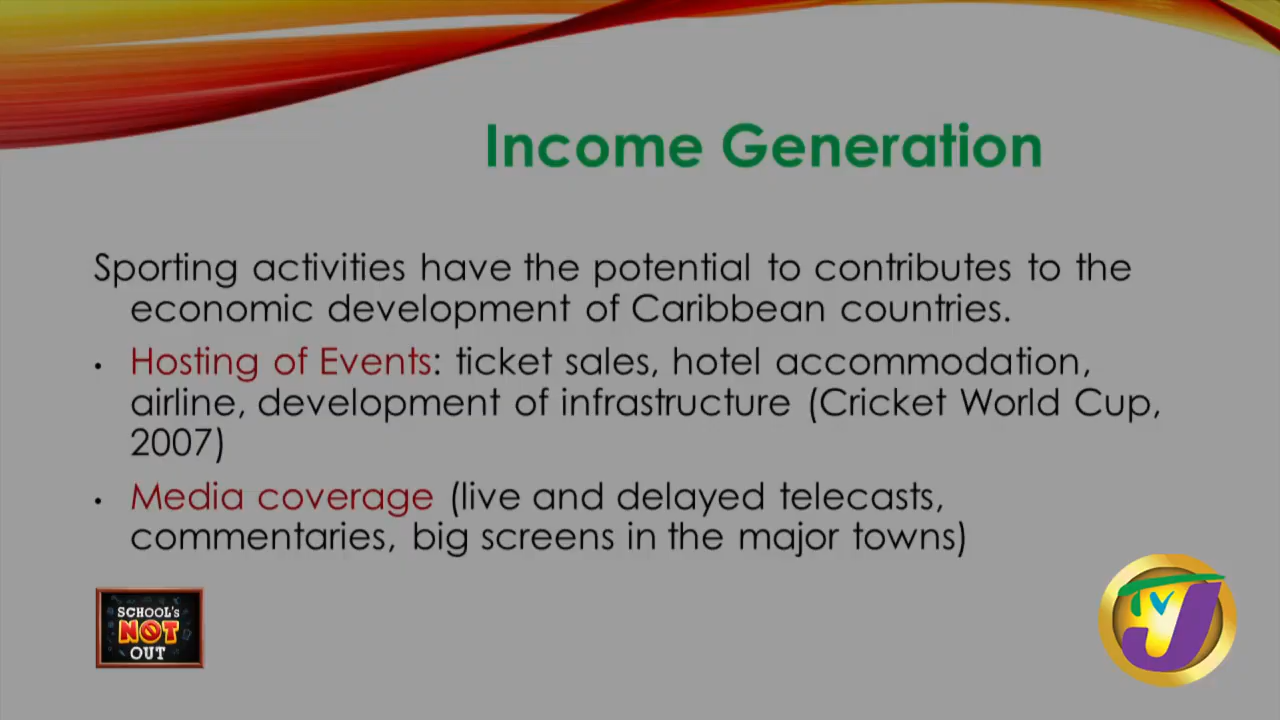 Income Generation
Sporting activities have the potential to contributes to the
economic development of Caribbean countries.
• Hosting of Events: ticket sales, hotel accommodation,
airline, development of infrastructure (Cricket World Cup,
2007)
• Media coverage (live and delayed telecasts,
commentaries, big screens in the major towns)
SCHOOL's
NOT
OUT
TVJ